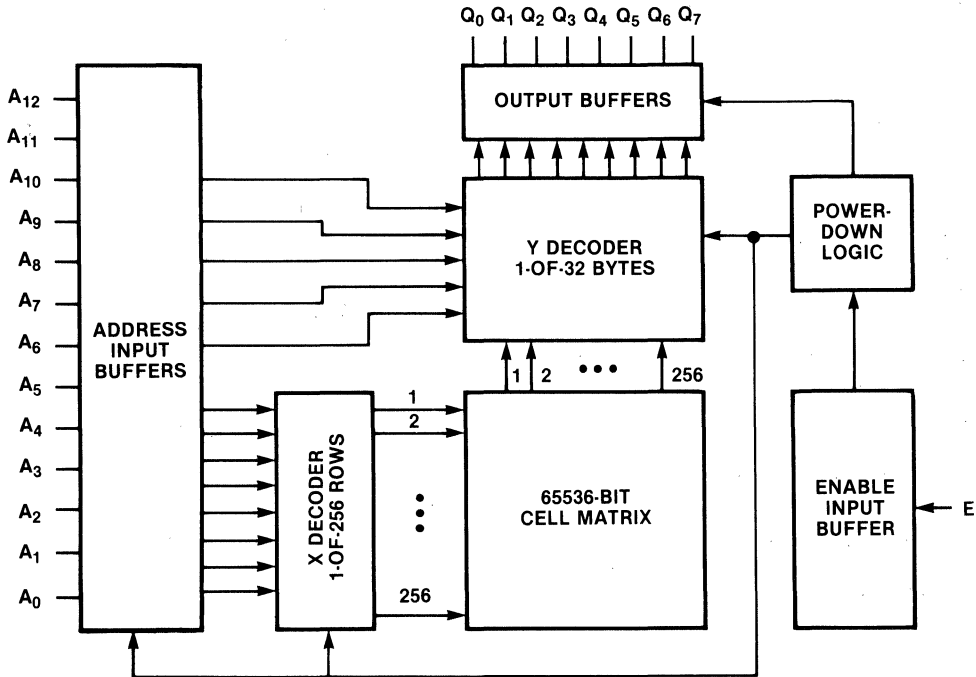 Q0 Q1 Q2 Q3 Q4 Q5 Q6 Q7
OUTPUT BUFFERS
A12
A11
A10
A9
A8
A7
A6
A5
A4
A3
A2
A1
A0
ADDRESS
INPUT
BUFFERS
Y DECODER
1-OF-32 BYTES
POWER-
DOWN
LOGIC
1 2 256
X DECODER
1-OF-256 ROWS
1
2
256
65536-BIT
CELL MATRIX
ENABLE
INPUT
BUFFER
E